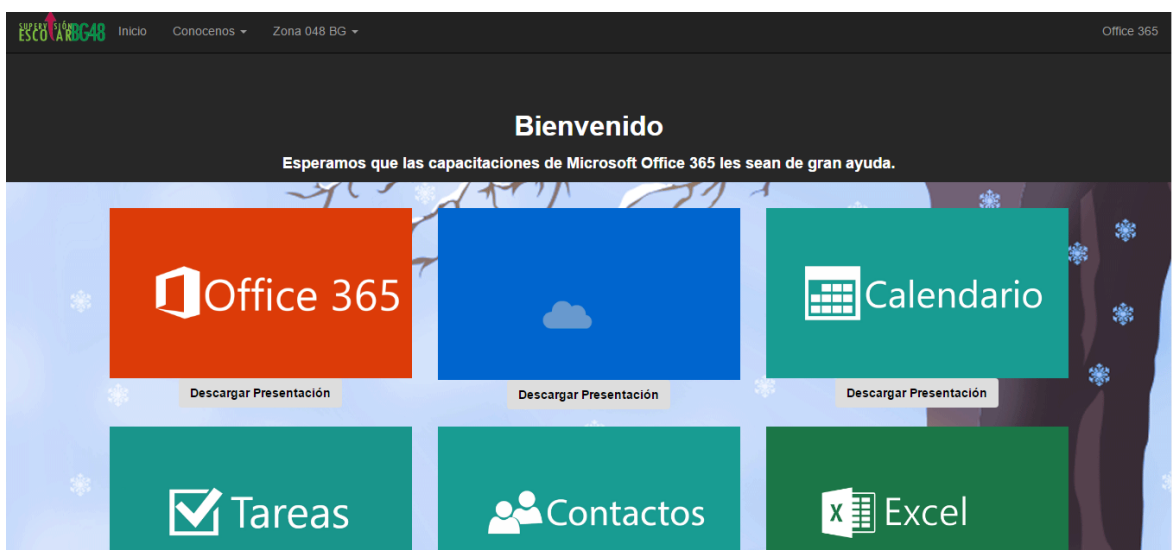 SUPERVISIÓN
ESCOLAR BG48
Inicio
Conocenos
Zona 048 BG
Office 365
Bienvenido
Esperamos que las capacitaciones de Microsoft Office 365 les sean de gran ayuda.
Office 365
Calendario
Descargar Presentación
Descargar Presentación
Descargar Presentación
Tareas
Contactos
X
Excel